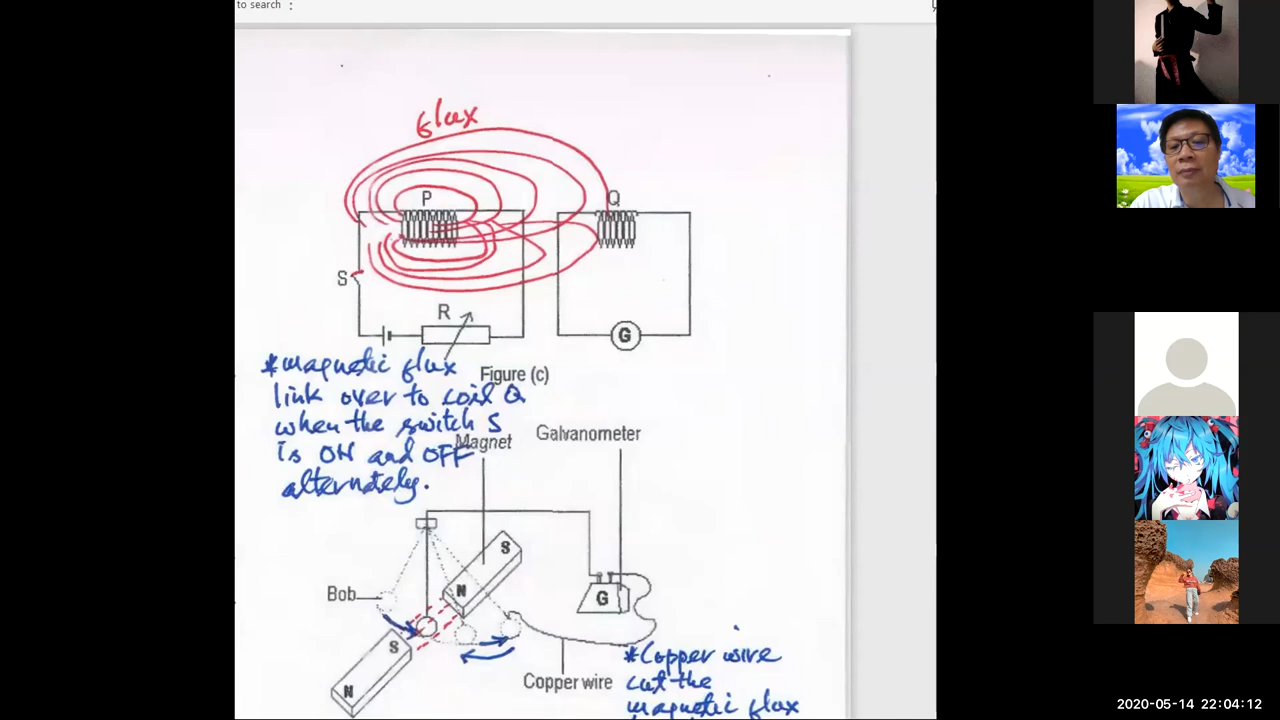 to search :
flux
P
Q
S
R
G
Figure (c)
*magnetic flux
link over to coil Q
when the switch S
is ON and OFF
alternately.
Magnet
Galvanometer
S
N
G
Bob
S
N
Copper wire
*Copper wire
cut the
magnetic flux
2020-05-14 22:04:12